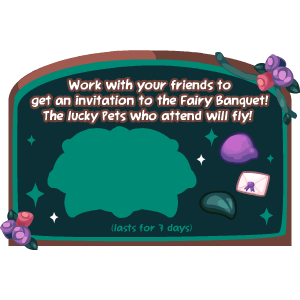 Work with your friends to
get an invitation to the Fairy Banquet!
The lucky Pets who attend will fly!
(lasts for 7 days)